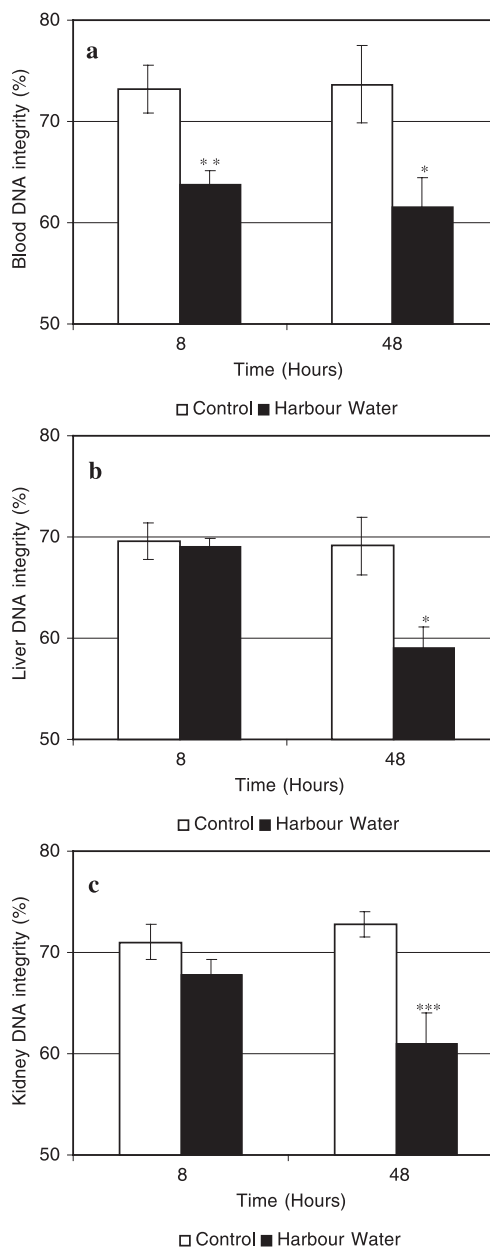 80
a
70
60
50
Blood DNA integrity (%)
** *
8 48
Time (Hours)
Control Harbour Water
80
b
70
60
50
Liver DNA integrity (%)
*
8 48
Time (Hours)
Control Harbour Water
80
c
70
60
50
Kidney DNA integrity (%)
***
8 48
Time (Hours)
Control Harbour Water